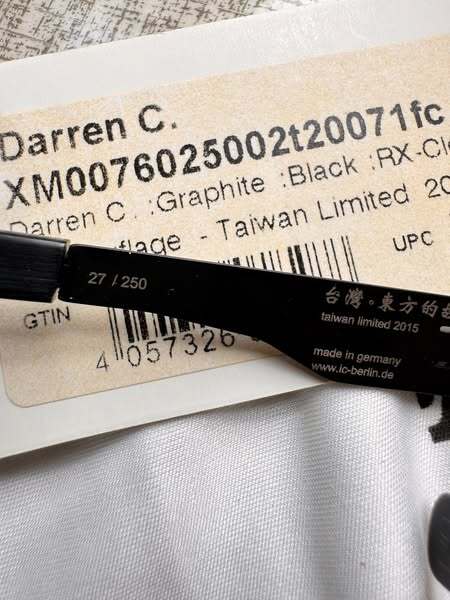 Darren C.
XM0076025002t20071fc
Darren C. :Graphite :Black :RX-Cle
flage - Taiwan Limited 20
UPC
27 / 250
台灣。東方的
taiwan limited 2015
GTIN
made in germany
www.ic-berlin.de
4 057326